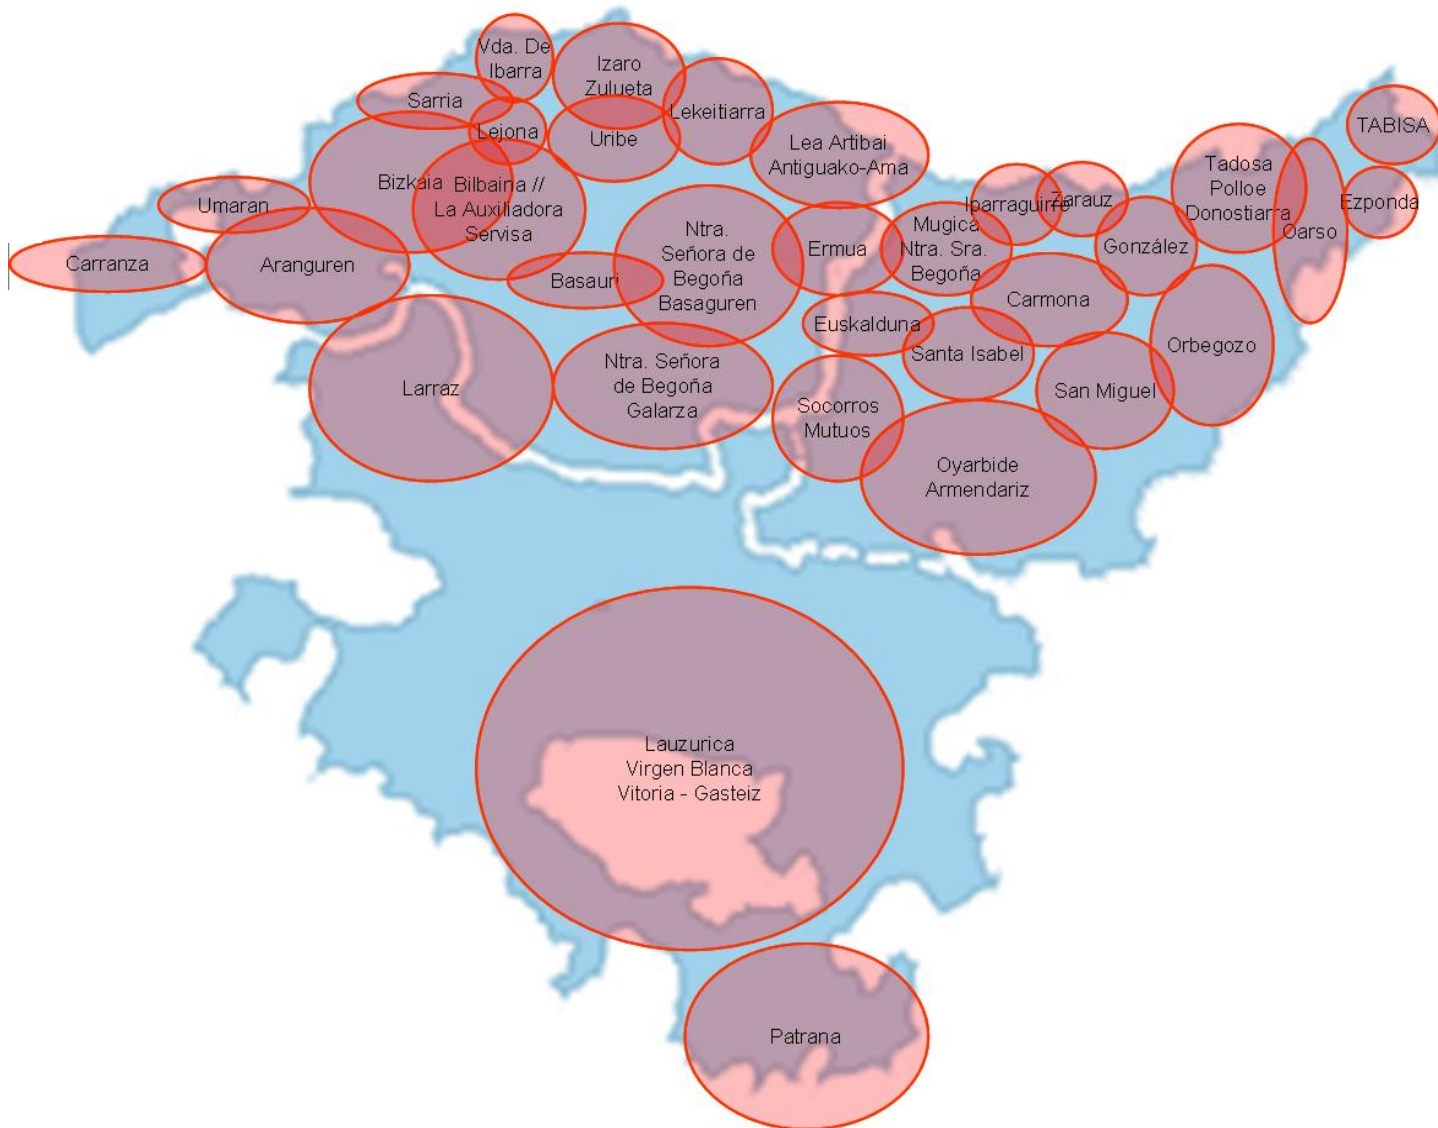 Vda. De
Ibarra
Izaro
Zulueta
Sarria
Lekeitiarra
TABISA
Lejona
Uribe
Lea Artibai
Antiguako-Ama
Tadosa
Polloe
Donostiarra
Bizkaia
Bilbaina //
La Auxiliadora
Servisa
Umaran
Iparraguirre
Zarauz
Ezponda
Oarso
Mugica
Ntra. Sra.
Begoña
González
Ermua
Ntra.
Señora de
Begoña
Basaguren
Carranza
Aranguren
Basauri
Carmona
Euskalduna
Santa Isabel
Orbegozo
Larraz
Ntra. Señora
de Begoña
Galarza
San Miguel
Socorros
Mutuos
Oyarbide
Armendariz
Lauzurica
Virgen Blanca
Vitoria - Gasteiz
Patrana